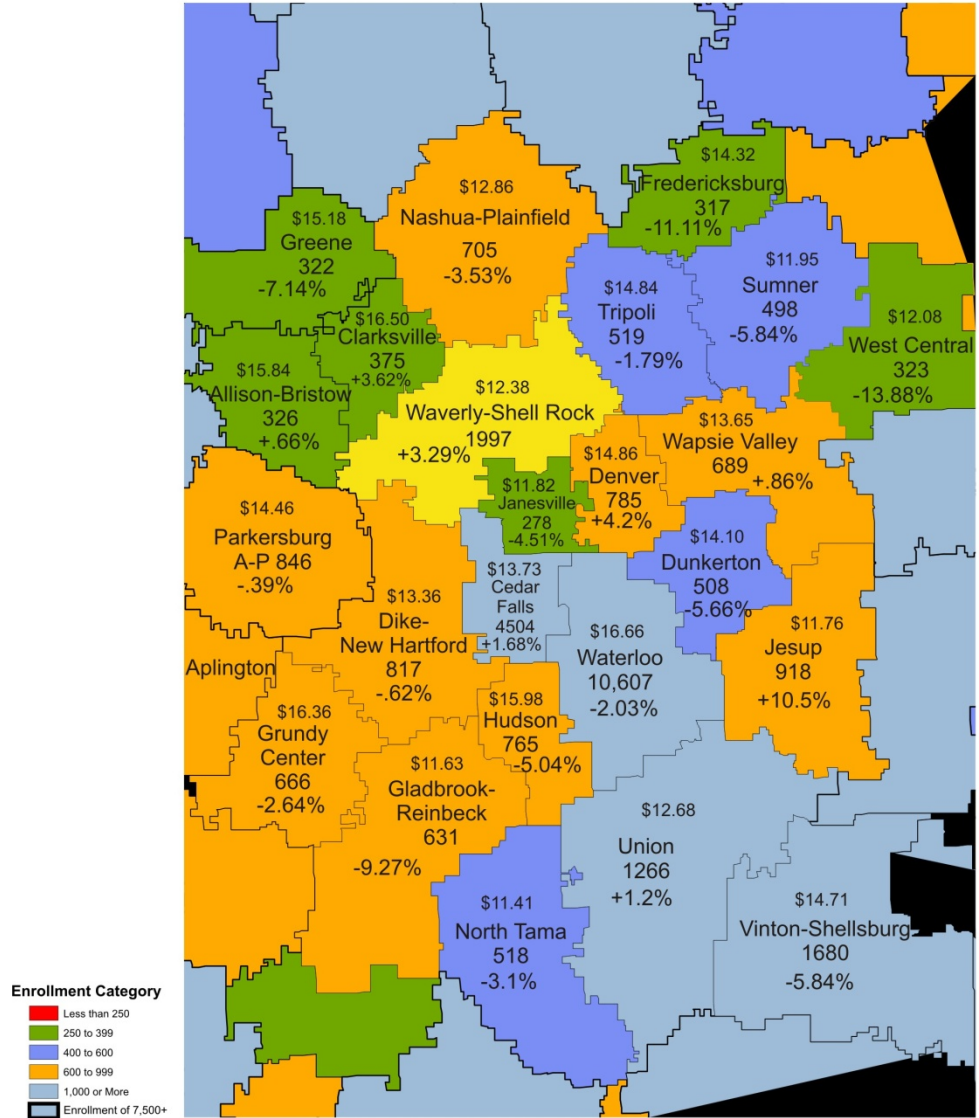 $14.32
Fredericksburg
317
-11.11%
$12.86
Nashua-Plainfield
705
-3.53%
$15.18
Greene
322
-7.14%
$11.95
Sumner
498
-5.84%
$14.84
Tripoli
519
-1.79%
$12.08
West Central
323
-13.88%
$16.50
Clarksville
375
+3.62%
$15.84
Allison-Bristow
326
+.66%
$12.38
Waverly-Shell Rock
1997
+3.29%
$13.65
Wapsie Valley
689
+.86%
$14.86
Denver
785
+4.2%
$11.82
Janesville
278
-4.51%
$14.46
Parkersburg
A-P 846
-.39%
$14.10
Dunkerton
508
-5.66%
$13.73
Cedar
Falls
4504
+1.68%
$13.36
Dike-
New Hartford
817
-.62%
$16.66
Waterloo
10,607
-2.03%
$11.76
Jesup
918
+10.5%
Aplington
$15.98
Hudson
765
-5.04%
$16.36
Grundy
Center
666
-2.64%
$11.63
Gladbrook-
Reinbeck
631
-9.27%
$12.68
Union
1266
+1.2%
$11.41
North Tama
518
-3.1%
$14.71
Vinton-Shellsburg
1680
-5.84%
Enrollment Category
Less than 250
250 to 399
400 to 600
600 to 999
1,000 or More
Enrollment of 7,500+